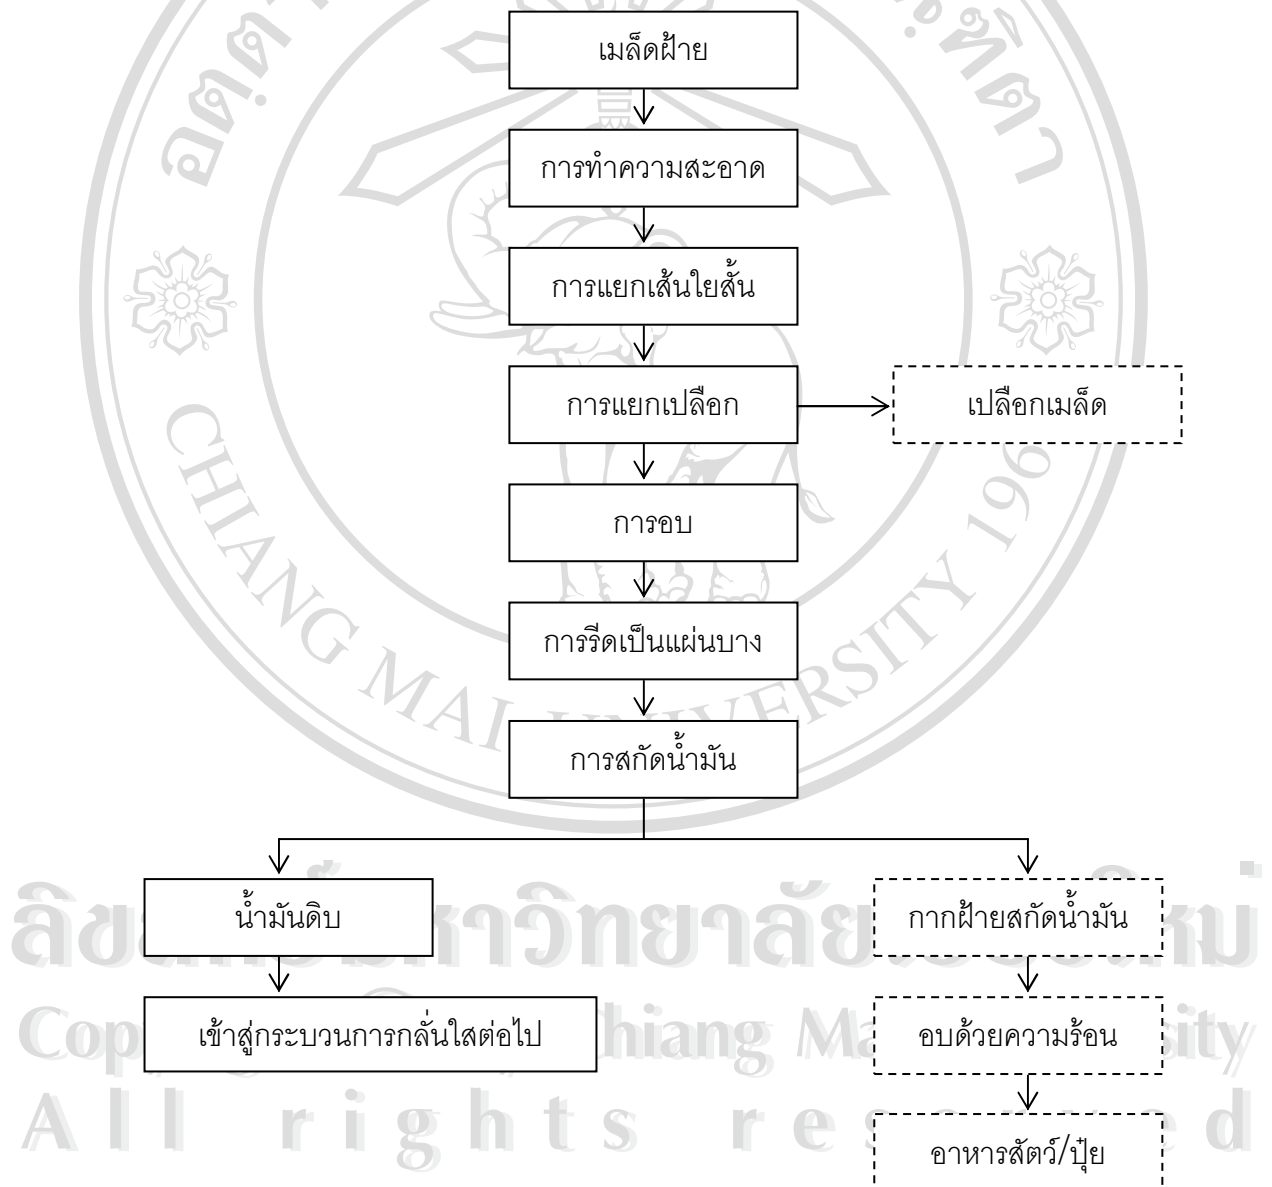 เมล็ดฝ้าย
การทำความสะอาด
การแยกเส้นใยสั้น
การแยกเปลือก
เปลือกเมล็ด
การอบ
การรีดเป็นแผ่นบาง
การสกัดน้ำมัน
น้ำมันดิบ
กากฝ้ายสกัดน้ำมัน
เข้าสู่กระบวนการกลั่นใสต่อไป
อบด้วยความร้อน
อาหารสัตว์/ปุ๋ย
CHIANG MAI UNIVERSITY 196
All rights